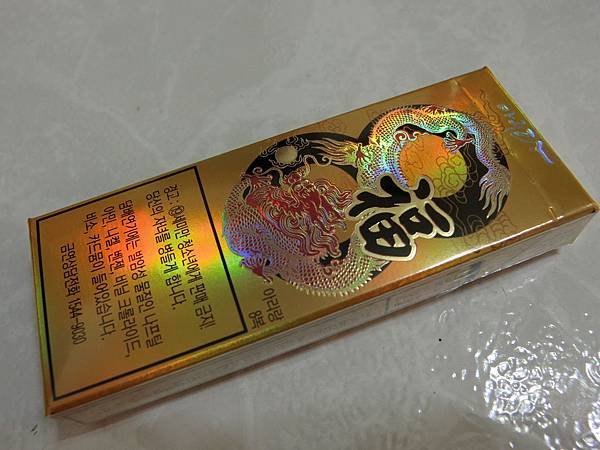 福
아리랑
경고 : 19세미만 청소년에게 판매 금지!
당신의 자녀를 병들게 합니다.
담배연기에는 발암성 물질인 나프틸
아민, 니켈, 벤젠, 비닐 크롤라이드,
비소, 카드뮴이 들어있습니다.
금연상담전화 1544-9030